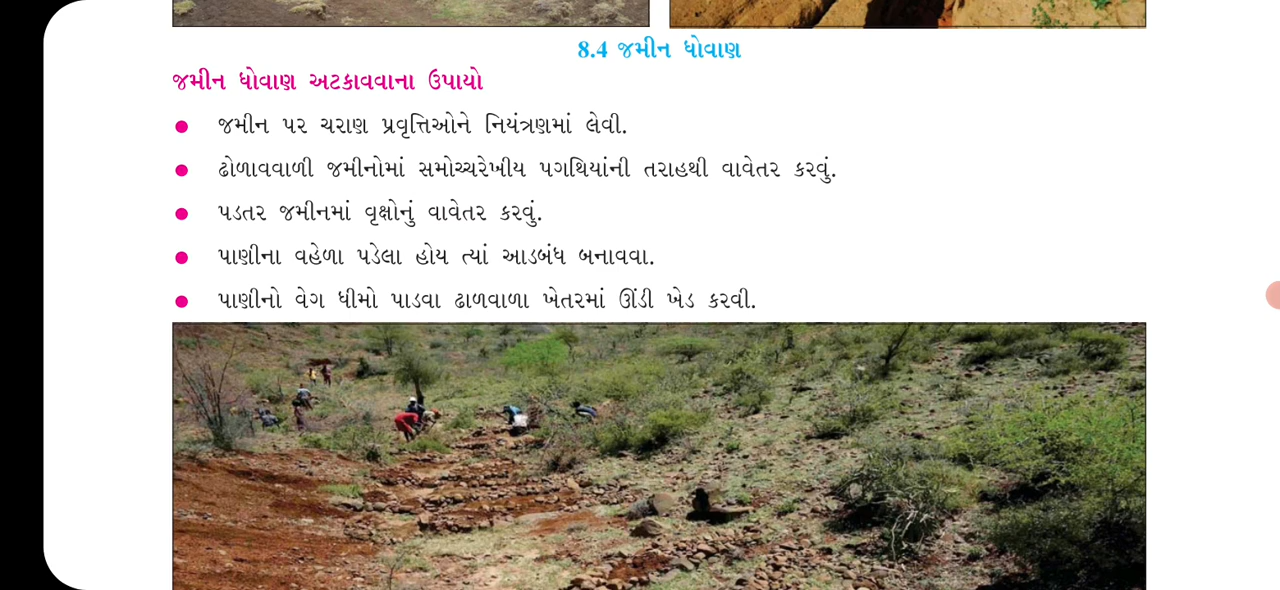 8.4 જમીન ધોવાણ
જમીન ધોવાણ અટકાવવાના ઉપાયો
● જમીન પર ચરાણ પ્રવૃત્તિઓને નિયંત્રણમાં લેવી.
● ઢોળાવવાળી જમીનોમાં સમોચ્ચરેખીય પગથિયાંની તરાહથી વાવેતર કરવું.
● પડતર જમીનમાં વૃક્ષોનું વાવેતર કરવું.
● પાણીના વહેળા પડેલા હોય ત્યાં આડબંધ બનાવવા.
● પાણીનો વેગ ધીમો પાડવા ઢાળવાળા ખેતરમાં ઊંડી ખેડ કરવી.